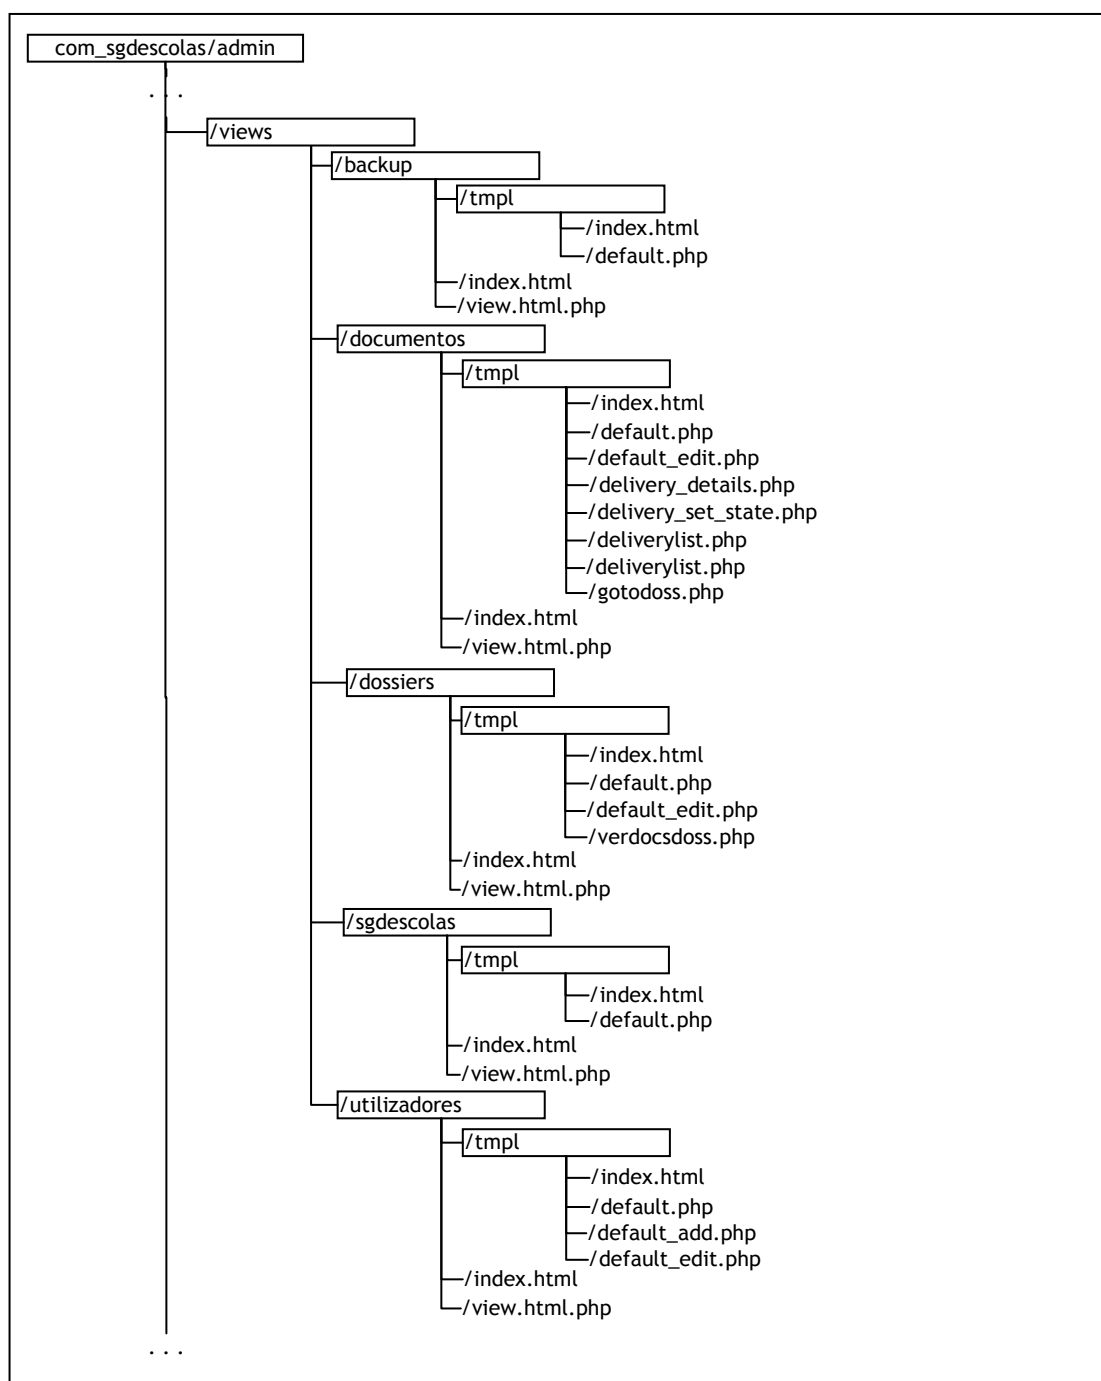 com_sgdescolas/admin
. . .
/views
/backup
/tmpl
/index.html
/default.php
/index.html
/view.html.php
/documentos
/tmpl
/index.html
/default.php
/default_edit.php
/delivery_details.php
/delivery_set_state.php
/deliverylist.php
/deliverylist.php
/gotodoss.php
/index.html
/view.html.php
/dossiers
/tmpl
/index.html
/default.php
/default_edit.php
/verdocsdoss.php
/index.html
/view.html.php
/sgdescolas
/tmpl
/index.html
/default.php
/index.html
/view.html.php
/utilizadores
/tmpl
/index.html
/default.php
/default_add.php
/default_edit.php
/index.html
/view.html.php
. . .